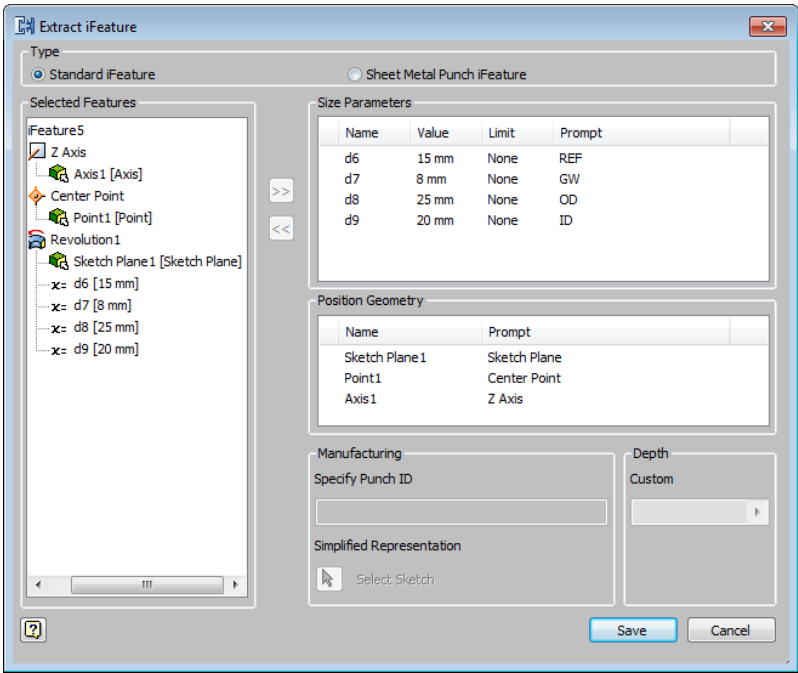 Extract iFeature
Type
Standard iFeature
Sheet Metal Punch iFeature
Selected Features
iFeature5
Z Axis
Axis1 [Axis]
Center Point
Point1 [Point]
Revolution1
Sketch Plane1 [Sketch Plane]
x= d6 [15 mm]
x= d7 [8 mm]
x= d8 [25 mm]
x= d9 [20 mm]
>>
<<
Size Parameters
Name Value Limit Prompt
d6 15 mm None REF
d7 8 mm None GW
d8 25 mm None OD
d9 20 mm None ID
Position Geometry
Name Prompt
Sketch Plane1 Sketch Plane
Point1 Center Point
Axis1 Z Axis
Manufacturing
Specify Punch ID
Simplified Representation
Select Sketch
Depth
Custom
?
Save
Cancel